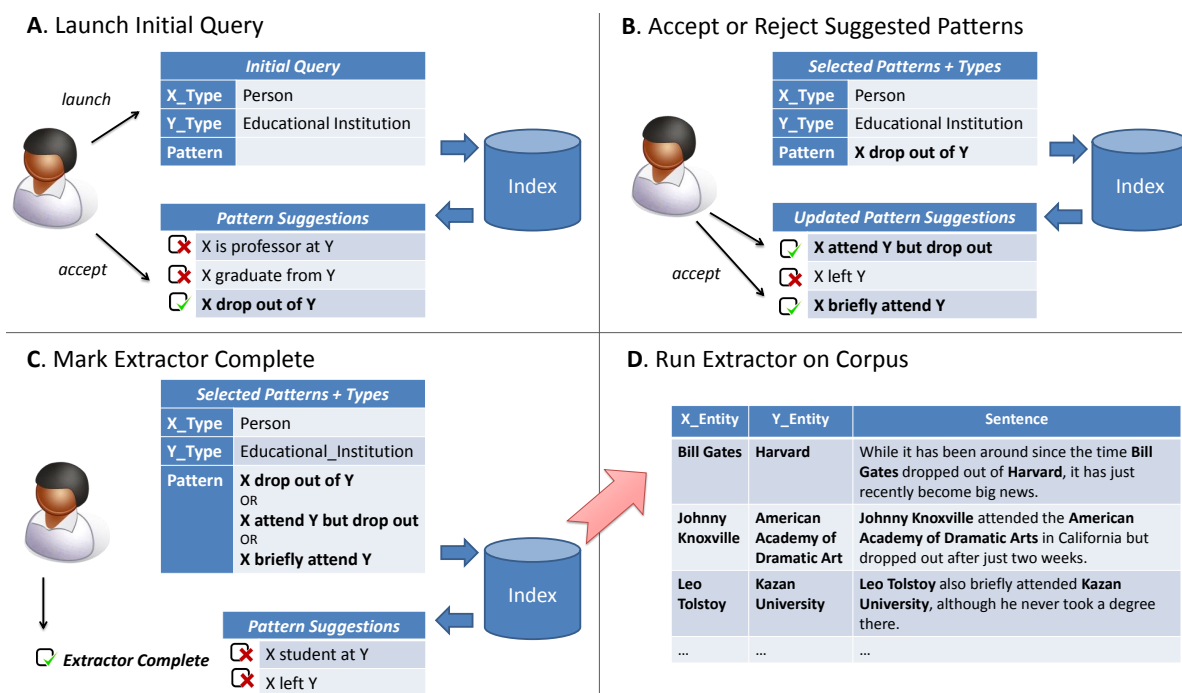 A. Launch Initial Query
launch
Initial Query
X_Type Person
Y_Type Educational Institution
Pattern
Index
Pattern Suggestions
X is professor at Y
X graduate from Y
X drop out of Y
accept
B. Accept or Reject Suggested Patterns
Selected Patterns + Types
X_Type Person
Y_Type Educational Institution
Pattern X drop out of Y
Index
Updated Pattern Suggestions
X attend Y but drop out
X left Y
X briefly attend Y
accept
C. Mark Extractor Complete
Selected Patterns + Types
X_Type Person
Y_Type Educational_Institution
Pattern X drop out of Y
OR
X attend Y but drop out
OR
X briefly attend Y
Index
Pattern Suggestions
X student at Y
X left Y
Extractor Complete
D. Run Extractor on Corpus
X_Entity Y_Entity Sentence
Bill Gates Harvard While it has been around since the time Bill
Gates dropped out of Harvard, it has just
recently become big news.
Johnny American Johnny Knoxville attended the American
Knoxville Academy of Academy of Dramatic Arts in California but
Dramatic Art dropped out after just two weeks.
Leo Kazan Leo Tolstoy also briefly attended Kazan
Tolstoy University University, although he never took a degree
there.
… … …